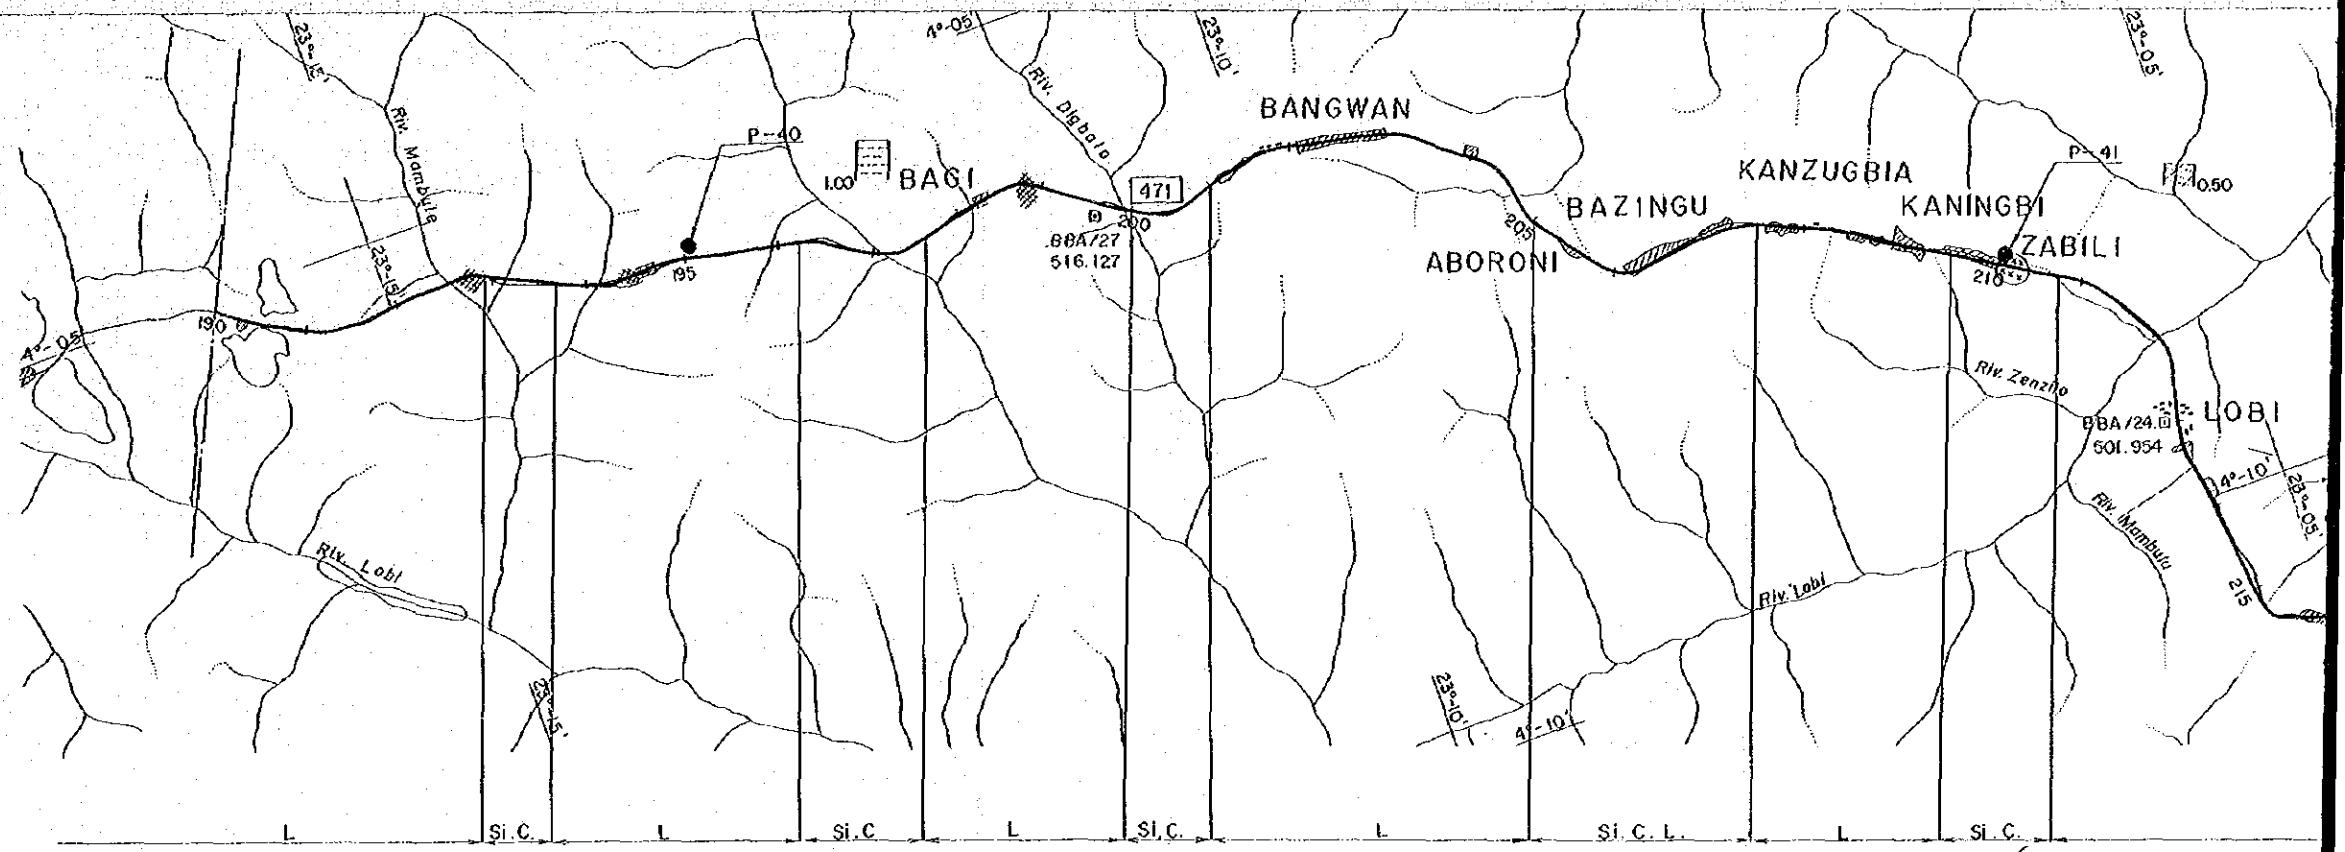 4°-05
23°-15'
23°-10'
23°-05'
Riv. Digbolo
Riv. Mambule
BANGWAN
P-40
P-41
KANZUGBIA
1.00
BAGI
471
0.50
200
BAZINGU
KANINGBI
205
.BBA/27
516.127
ABORONI
ZABILI
195
210
23°-15'
190
4°-05
Riv. Zenzilo
LOBI
BBA/24.
501.954
4°-10'
23°-05'
Riv. Mambulu
Riv. Lobi
Riv. Lobi
215
23°-15'
23°-10'
4°-10'
L
Si.C.
L
Si.C
L
Si.C.
L
Si.C.L.
L
Si.C.